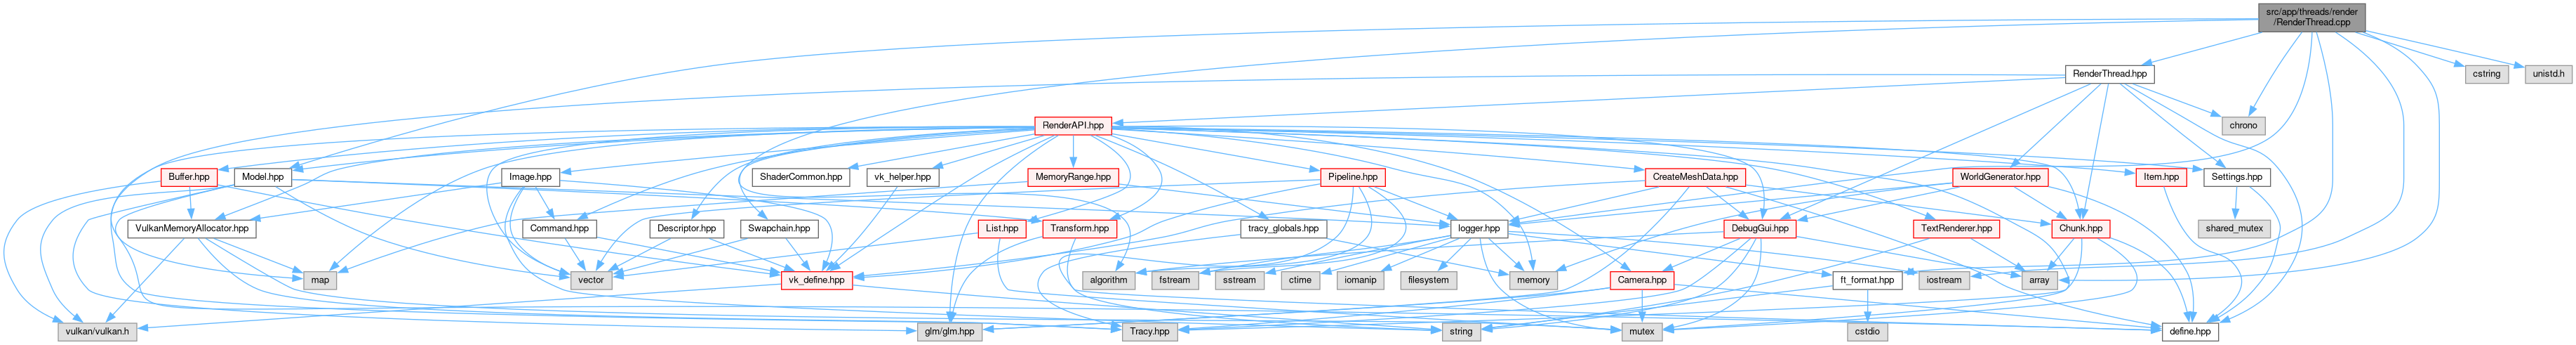 src/app/threads/render
/RenderThread.cpp
RenderThread.hpp
cstring
unistd.h
RenderAPI.hpp
chrono
Buffer.hpp
Model.hpp
Image.hpp
ShaderCommon.hpp
vk_helper.hpp
MemoryRange.hpp
Pipeline.hpp
CreateMeshData.hpp
WorldGenerator.hpp
Item.hpp
Settings.hpp
VulkanMemoryAllocator.hpp
Command.hpp
Descriptor.hpp
Swapchain.hpp
List.hpp
Transform.hpp
tracy_globals.hpp
logger.hpp
DebugGui.hpp
TextRenderer.hpp
Chunk.hpp
shared_mutex
map
vector
vk_define.hpp
algorithm
fstream
sstream
ctime
iomanip
filesystem
memory
Camera.hpp
ft_format.hpp
iostream
array
vulkan/vulkan.h
glm/glm.hpp
Tracy.hpp
string
mutex
cstdio
define.hpp